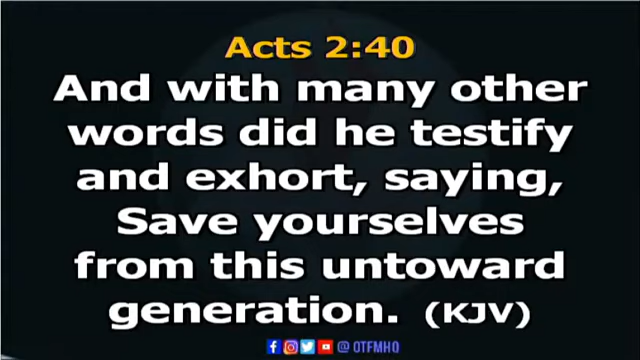 Acts 2:40
And with many other
words did he testify
and exhort, saying,
Save yourselves
from this untoward
generation. (KJV)
@ OTFMHQ